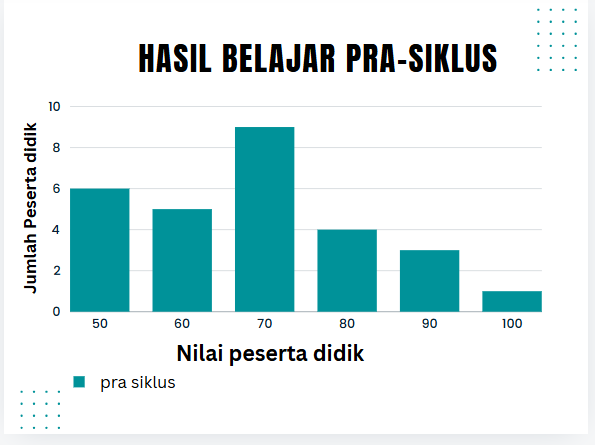 HASIL BELAJAR PRA-SIKLUS
Jumlah Peserta didik
10
8
6
4
2
0
50 60 70 80 90 100
Nilai peserta didik
pra siklus